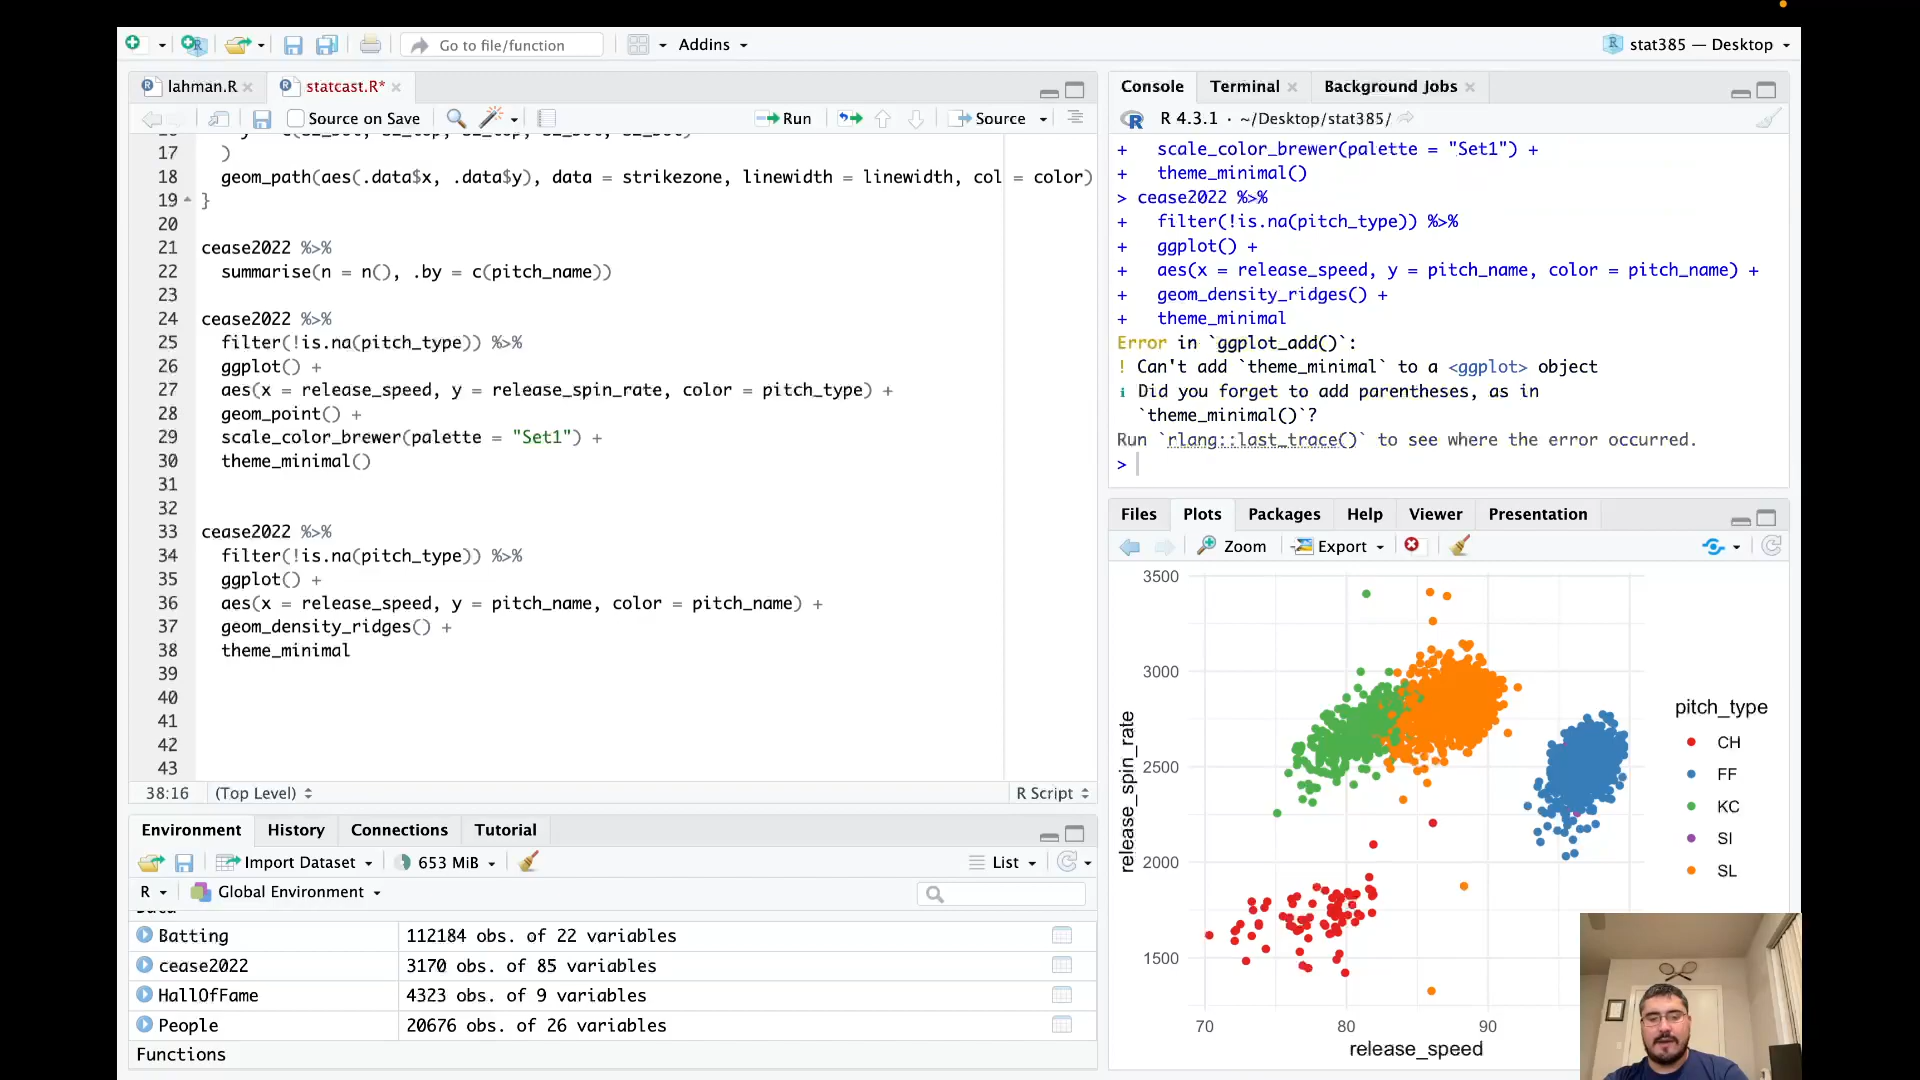 Go to file/function
Addins
stat385 — Desktop
lahman.R
statcast.R*
Source on Save
Run
Source
17 )
18 geom_path(aes(.data$x, .data$y), data = strikezone, linewidth = linewidth, col = color)
19 }
20
21 cease2022 %>%
22 summarise(n = n(), .by = c(pitch_name))
23
24 cease2022 %>%
25 filter(!is.na(pitch_type)) %>%
26 ggplot() +
27 aes(x = release_speed, y = release_spin_rate, color = pitch_type) +
28 geom_point() +
29 scale_color_brewer(palette = "Set1") +
30 theme_minimal()
31
32
33 cease2022 %>%
34 filter(!is.na(pitch_type)) %>%
35 ggplot() +
36 aes(x = release_speed, y = pitch_name, color = pitch_name) +
37 geom_density_ridges() +
38 theme_minimal
39
40
41
42
43
38:16 (Top Level) R Script
Environment History Connections Tutorial
Import Dataset 653 MiB List
R Global Environment
Data
Batting 112184 obs. of 22 variables
cease2022 3170 obs. of 85 variables
HallOfFame 4323 obs. of 9 variables
People 20676 obs. of 26 variables
Functions
Console Terminal Background Jobs
R 4.3.1 · ~/Desktop/stat385/
+ scale_color_brewer(palette = "Set1") +
+ theme_minimal()
> cease2022 %>%
+ filter(!is.na(pitch_type)) %>%
+ ggplot() +
+ aes(x = release_speed, y = pitch_name, color = pitch_name) +
+ geom_density_ridges() +
+ theme_minimal
Error in `ggplot_add()`:
! Can't add `theme_minimal` to a <ggplot> object
i Did you forget to add parentheses, as in
`theme_minimal()`?
Run `rlang::last_trace()` to see where the error occurred.
>
Files Plots Packages Help Viewer Presentation
Zoom Export
3500
3000
2500
2000
1500
release_spin_rate
70 80 90
release_speed
pitch_type
CH
FF
KC
SI
SL